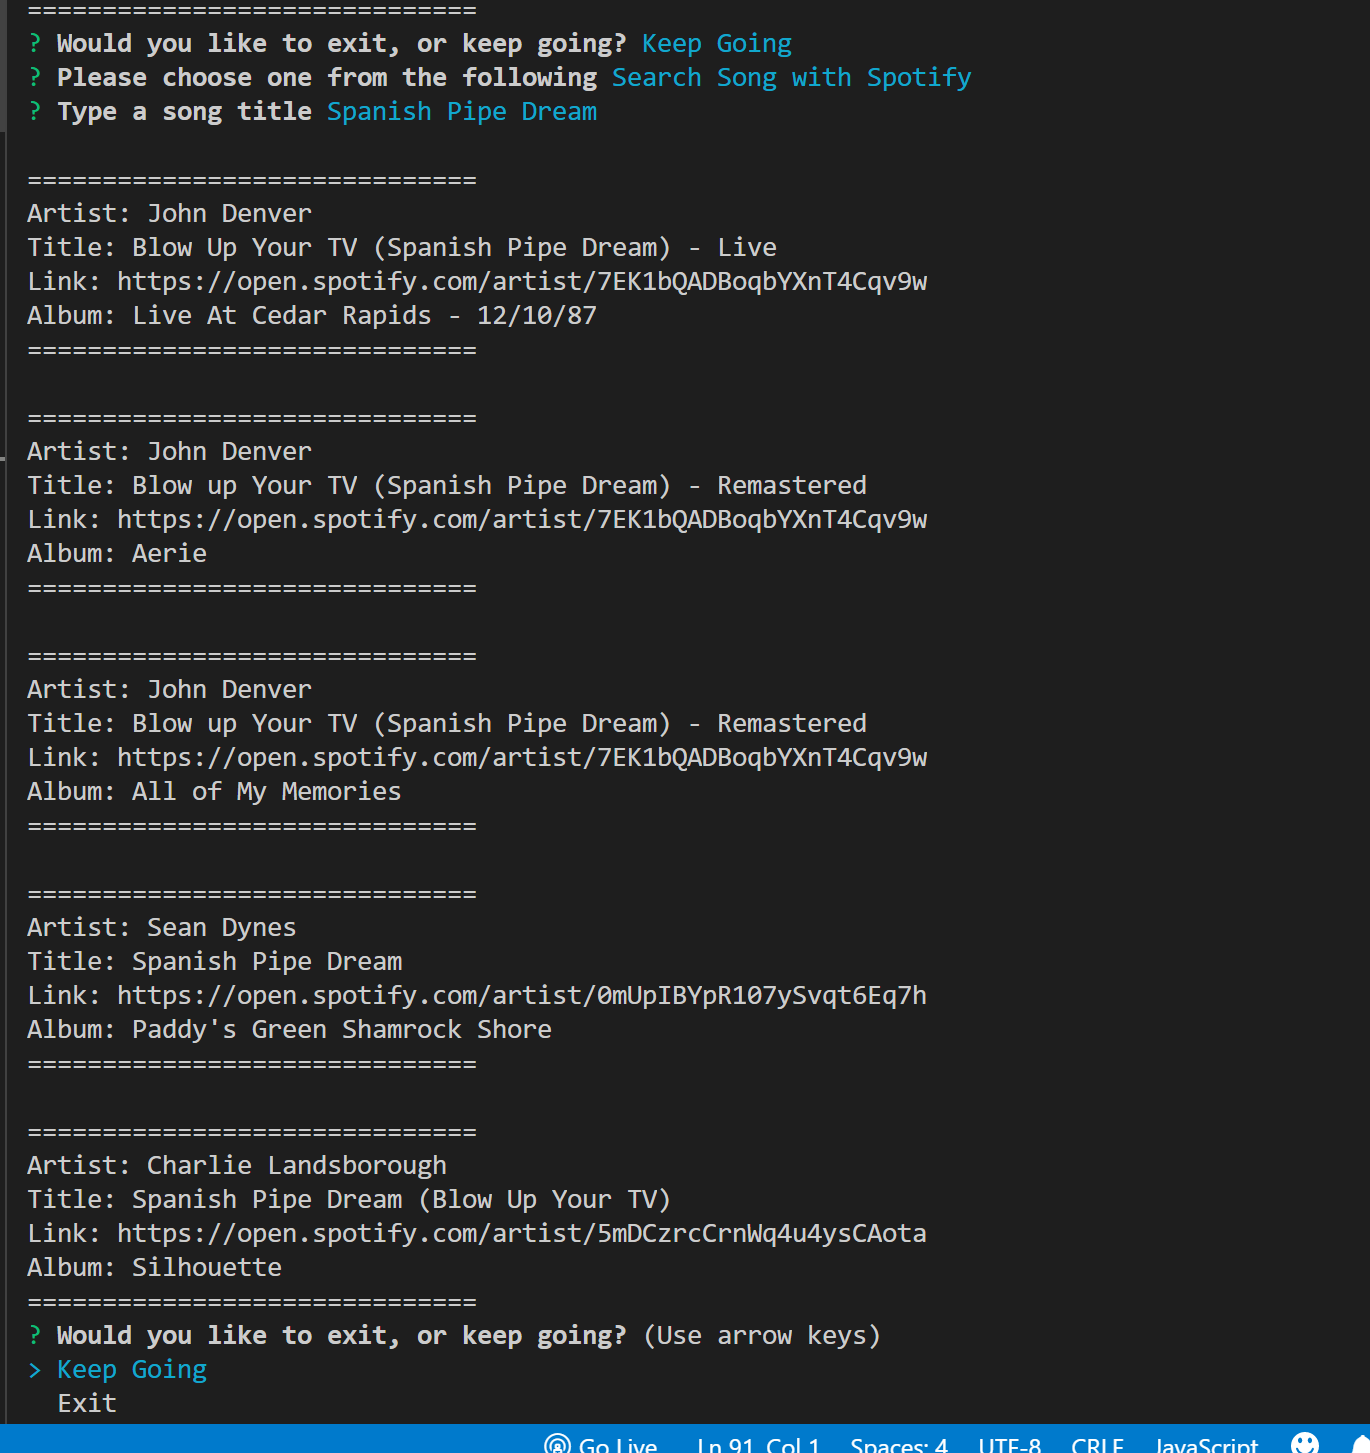 ==============================
? Would you like to exit, or keep going? Keep Going
? Please choose one from the following Search Song with Spotify
? Type a song title Spanish Pipe Dream
==============================
Artist: John Denver
Title: Blow Up Your TV (Spanish Pipe Dream) - Live
Link: https://open.spotify.com/artist/7EK1bQADBoqbYXnT4Cqv9w
Album: Live At Cedar Rapids - 12/10/87
==============================
==============================
Artist: John Denver
Title: Blow up Your TV (Spanish Pipe Dream) - Remastered
Link: https://open.spotify.com/artist/7EK1bQADBoqbYXnT4Cqv9w
Album: Aerie
==============================
==============================
Artist: John Denver
Title: Blow up Your TV (Spanish Pipe Dream) - Remastered
Link: https://open.spotify.com/artist/7EK1bQADBoqbYXnT4Cqv9w
Album: All of My Memories
==============================
==============================
Artist: Sean Dynes
Title: Spanish Pipe Dream
Link: https://open.spotify.com/artist/0mUpIBYpR107ySvqt6Eq7h
Album: Paddy's Green Shamrock Shore
==============================
==============================
Artist: Charlie Landsborough
Title: Spanish Pipe Dream (Blow Up Your TV)
Link: https://open.spotify.com/artist/5mDCzrcCrnWq4u4ysCAota
Album: Silhouette
==============================
? Would you like to exit, or keep going? (Use arrow keys)
> Keep Going
Exit
Go Live Ln 91, Col 1 Spaces: 4 UTF-8 CRLF JavaScript